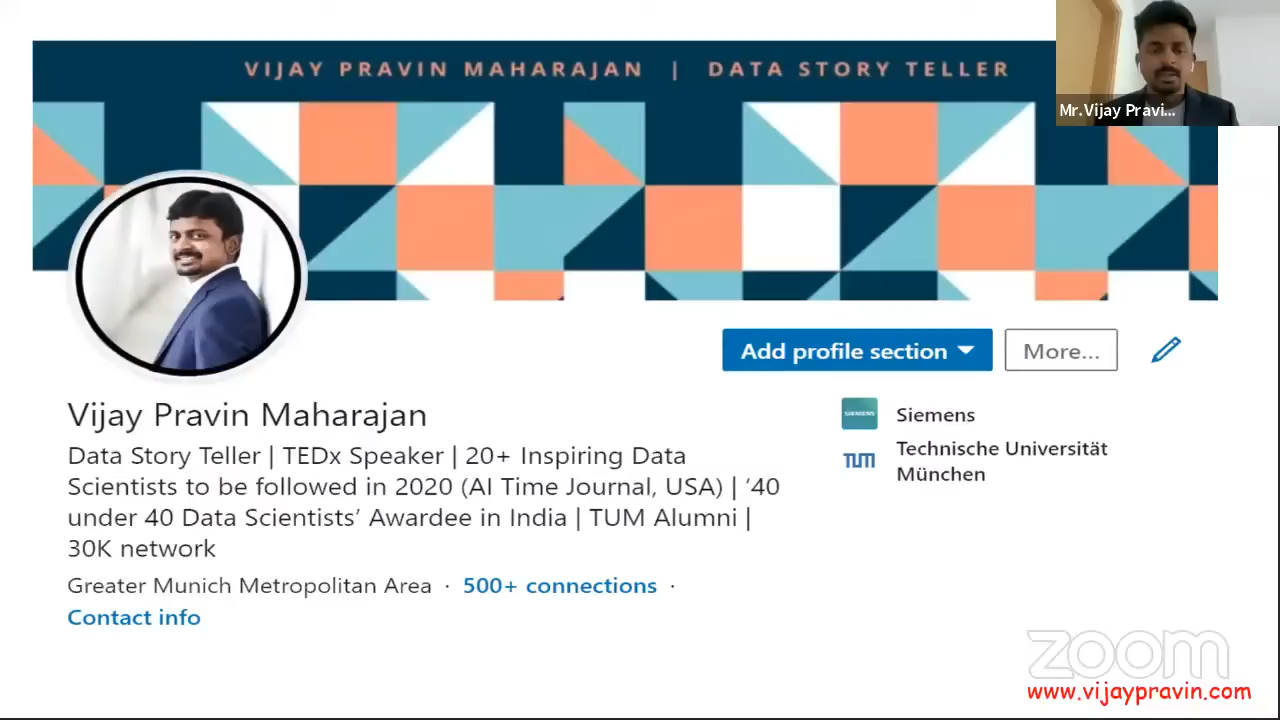 VIJAY PRAVIN MAHARAJAN | DATA STORY TELLER
Mr.Vijay Pravi...
Add profile section
More...
Vijay Pravin Maharajan
Data Story Teller | TEDx Speaker | 20+ Inspiring Data
Scientists to be followed in 2020 (AI Time Journal, USA) | ‘40
under 40 Data Scientists’ Awardee in India | TUM Alumni |
30K network
Greater Munich Metropolitan Area · 500+ connections ·
Contact info
SIEMENS
Siemens
TUM
Technische Universität
München
zoom
www.vijaypravin.com